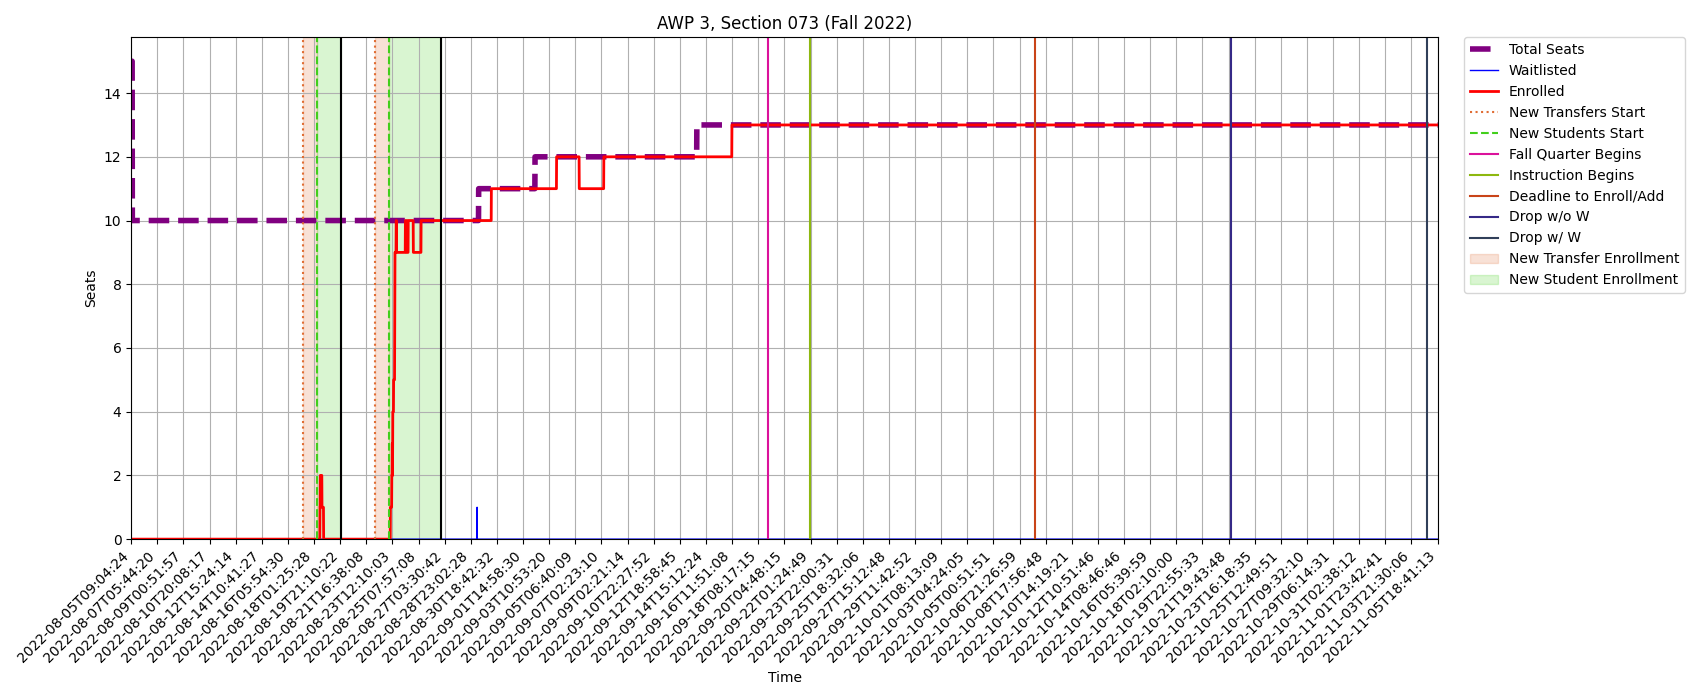 AWP 3, Section 073 (Fall 2022)
Total Seats
Waitlisted
Enrolled
New Transfers Start
New Students Start
Fall Quarter Begins
Instruction Begins
Deadline to Enroll/Add
Drop w/o W
Drop w/ W
New Transfer Enrollment
New Student Enrollment
Seats
14
12
10
8
6
4
2
0
2022-08-05T09:04:24
2022-08-07T05:44:20
2022-08-09T00:51:57
2022-08-10T20:08:17
2022-08-12T15:24:14
2022-08-14T10:41:27
2022-08-16T05:54:30
2022-08-18T01:25:28
2022-08-19T21:10:22
2022-08-21T16:38:08
2022-08-23T12:10:03
2022-08-25T07:57:08
2022-08-27T03:30:42
2022-08-28T23:02:28
2022-08-30T18:42:32
2022-09-01T14:58:30
2022-09-03T10:53:20
2022-09-05T06:40:09
2022-09-07T02:23:10
2022-09-09T02:21:14
2022-09-10T22:27:52
2022-09-12T18:58:45
2022-09-14T15:12:24
2022-09-16T11:51:08
2022-09-18T08:17:15
2022-09-20T04:48:15
2022-09-22T01:24:49
2022-09-23T22:00:31
2022-09-25T18:32:06
2022-09-27T15:12:48
2022-09-29T11:42:52
2022-10-01T08:13:09
2022-10-03T04:24:05
2022-10-05T00:51:51
2022-10-06T21:26:59
2022-10-08T17:56:48
2022-10-10T14:19:21
2022-10-12T10:51:46
2022-10-14T08:46:46
2022-10-16T05:39:59
2022-10-18T02:10:00
2022-10-19T22:55:33
2022-10-21T19:43:48
2022-10-23T16:18:35
2022-10-25T12:49:51
2022-10-27T09:32:10
2022-10-29T06:14:31
2022-10-31T02:38:12
2022-11-01T23:42:41
2022-11-03T21:30:06
2022-11-05T18:41:13
Time